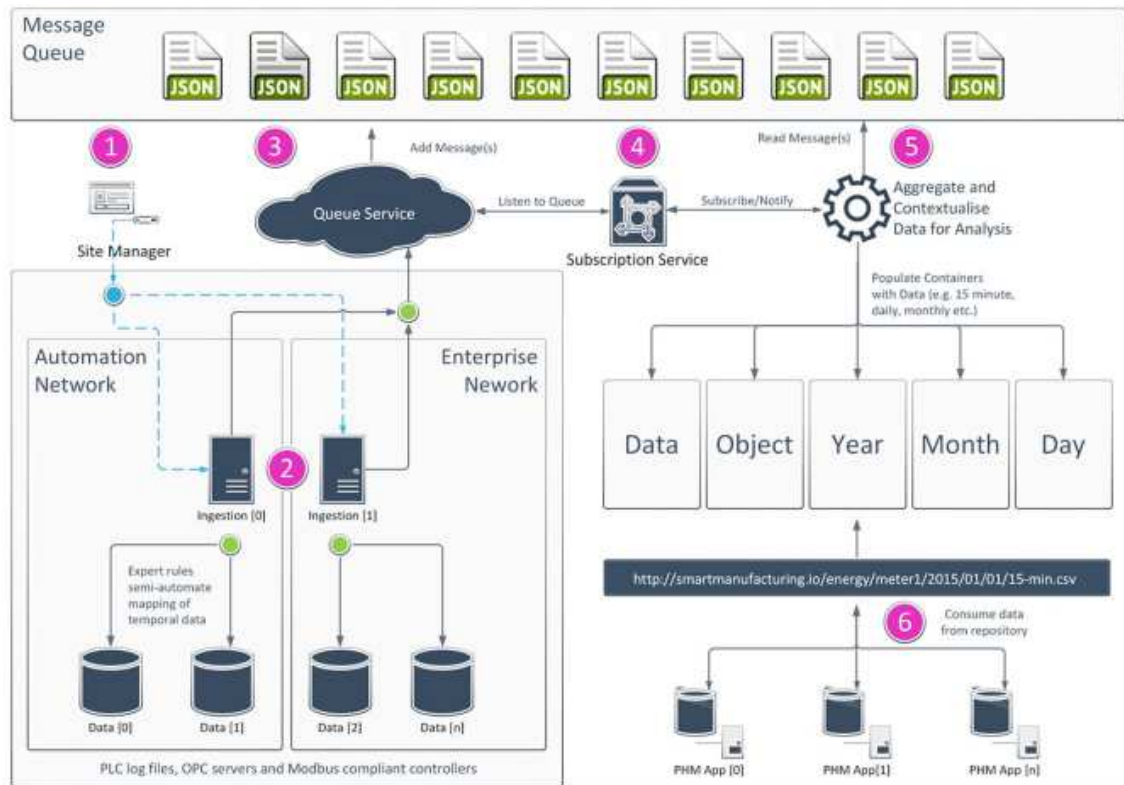 Message
Queue
JSON
JSON
JSON
JSON
JSON
JSON
JSON
JSON
JSON
JSON
1
3
Add Message(s)
4
Read Message(s)
5
Site Manager
Queue Service
Listen to Queue
Subscription Service
Subscribe/Notify
Aggregate and
Contextualise
Data for Analysis
Populate Containers
with Data (e.g. 15 minute,
daily, monthly etc.)
Automation
Network
Enterprise
Nework
2
Ingestion [0]
Ingestion [1]
Expert rules
semi-automate
mapping of
temporal data
Data [0]
Data [1]
Data [2]
Data [n]
PLC log files, OPC servers and Modbus compliant controllers
Data
Object
Year
Month
Day
http://smartmanufacturing.io/energy/meter1/2015/01/01/15-min.csv
6
Consume data
from repository
PHM App [0]
PHM App[1]
PHM App [n]